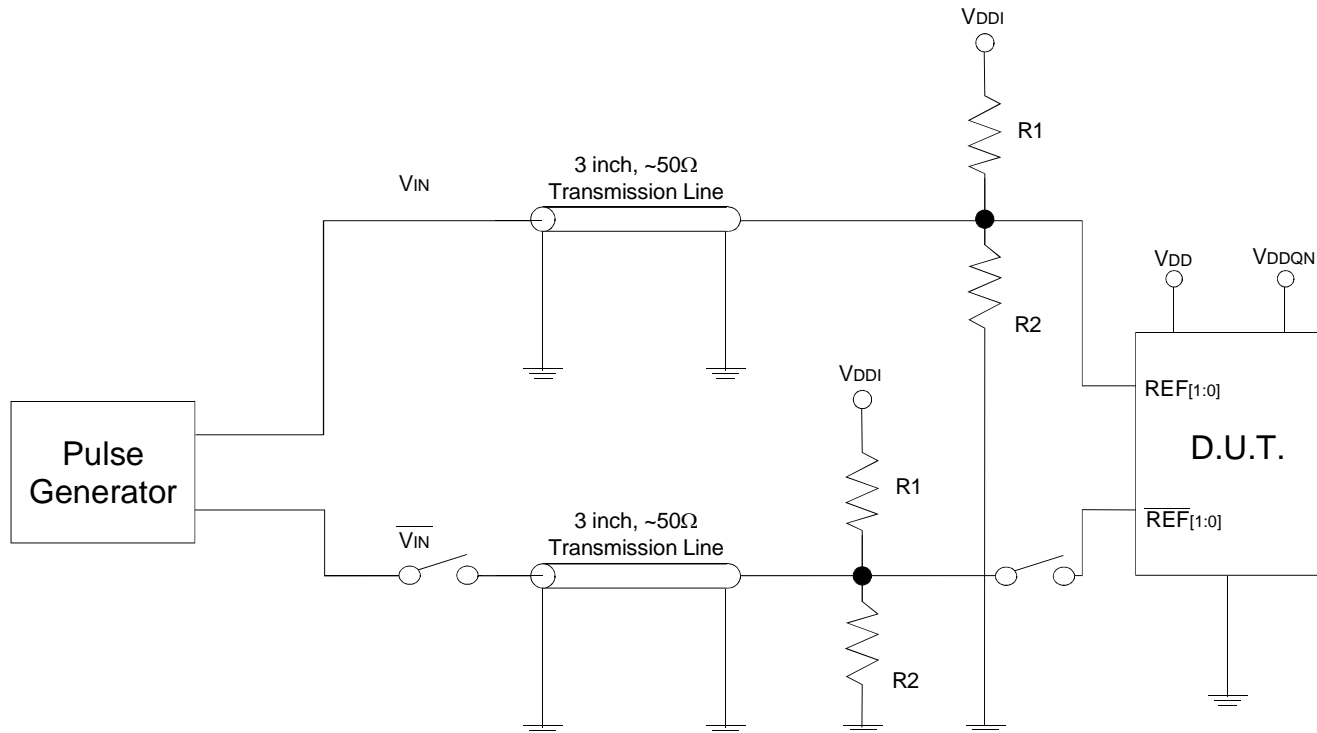 VDDI
R1
3 inch, ~50Ω
Transmission Line
VIN
R2
VDD
VDDQN
VDDI
REF[1:0]
D.U.T.
Pulse
Generator
R1
REF[1:0]
3 inch, ~50Ω
Transmission Line
VIN
R2